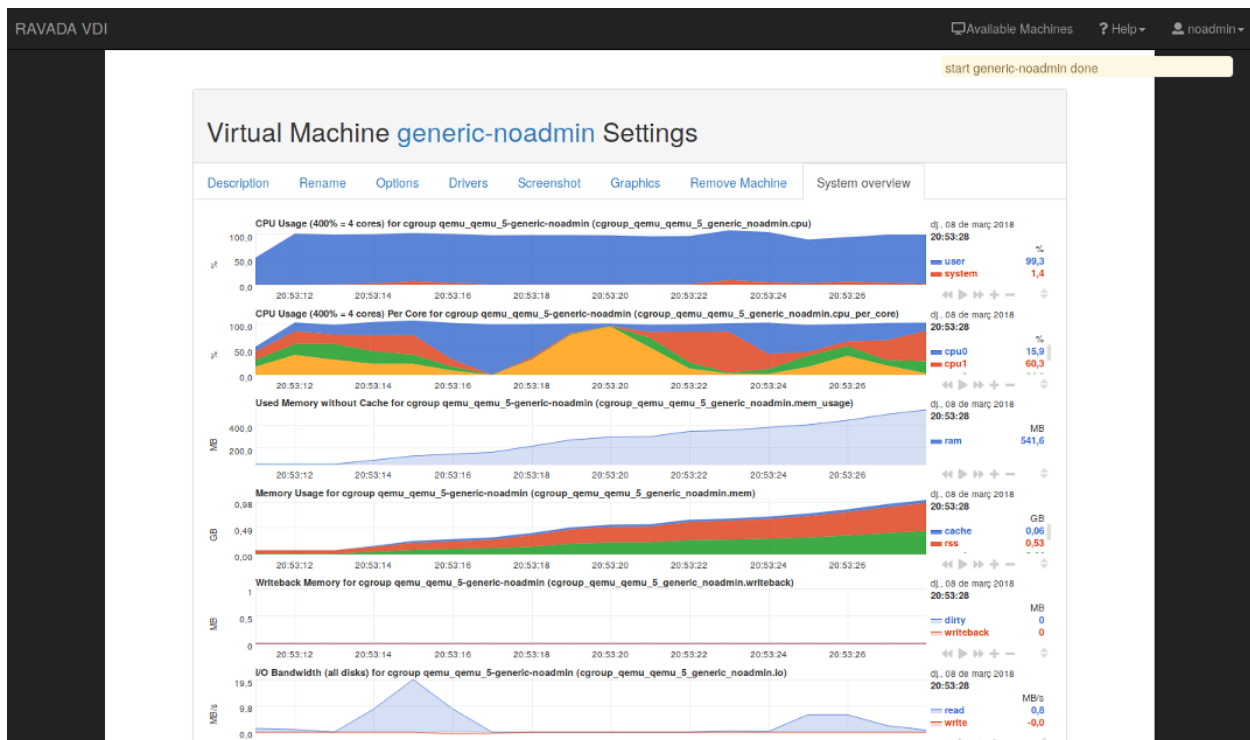 RAVADA VDI
Available Machines ? Help noadmin
start generic-noadmin done
Virtual Machine generic-noadmin Settings
Description Rename Options Drivers Screenshot Graphics Remove Machine System overview
CPU Usage (400% = 4 cores) for cgroup qemu_qemu_5-generic-noadmin (cgroup_qemu_qemu_5_generic_noadmin.cpu)
dj., 08 de març 2018
20:53:28
%
100,0
50,0
0,0
%
user 99,3
system 1,4
20:53:12 20:53:14 20:53:16 20:53:18 20:53:20 20:53:22 20:53:24 20:53:26
CPU Usage (400% = 4 cores) Per Core for cgroup qemu_qemu_5-generic-noadmin (cgroup_qemu_qemu_5_generic_noadmin.cpu_per_core)
dj., 08 de març 2018
20:53:28
%
100,0
50,0
0,0
%
cpu0 15,9
cpu1 60,3
20:53:12 20:53:14 20:53:16 20:53:18 20:53:20 20:53:22 20:53:24 20:53:26
Used Memory without Cache for cgroup qemu_qemu_5-generic-noadmin (cgroup_qemu_qemu_5_generic_noadmin.mem_usage)
dj., 08 de març 2018
20:53:28
MB
400,0
200,0
MB
ram 541,6
20:53:12 20:53:14 20:53:16 20:53:18 20:53:20 20:53:22 20:53:24 20:53:26
Memory Usage for cgroup qemu_qemu_5-generic-noadmin (cgroup_qemu_qemu_5_generic_noadmin.mem)
dj., 08 de març 2018
20:53:28
GB
0,98
0,49
0,00
GB
cache 0,06
rss 0,53
20:53:12 20:53:14 20:53:16 20:53:18 20:53:20 20:53:22 20:53:24 20:53:26
Writeback Memory for cgroup qemu_qemu_5-generic-noadmin (cgroup_qemu_qemu_5_generic_noadmin.writeback)
dj., 08 de març 2018
20:53:28
MB
1
0.5
0
MB
dirty 0
writeback 0
20:53:12 20:53:14 20:53:16 20:53:18 20:53:20 20:53:22 20:53:24 20:53:26
I/O Bandwidth (all disks) for cgroup qemu_qemu_5-generic-noadmin (cgroup_qemu_qemu_5_generic_noadmin.io)
dj., 08 de març 2018
20:53:28
MB/s
19,5
9,8
0,0
MB/s
read 0,8
write -0,0